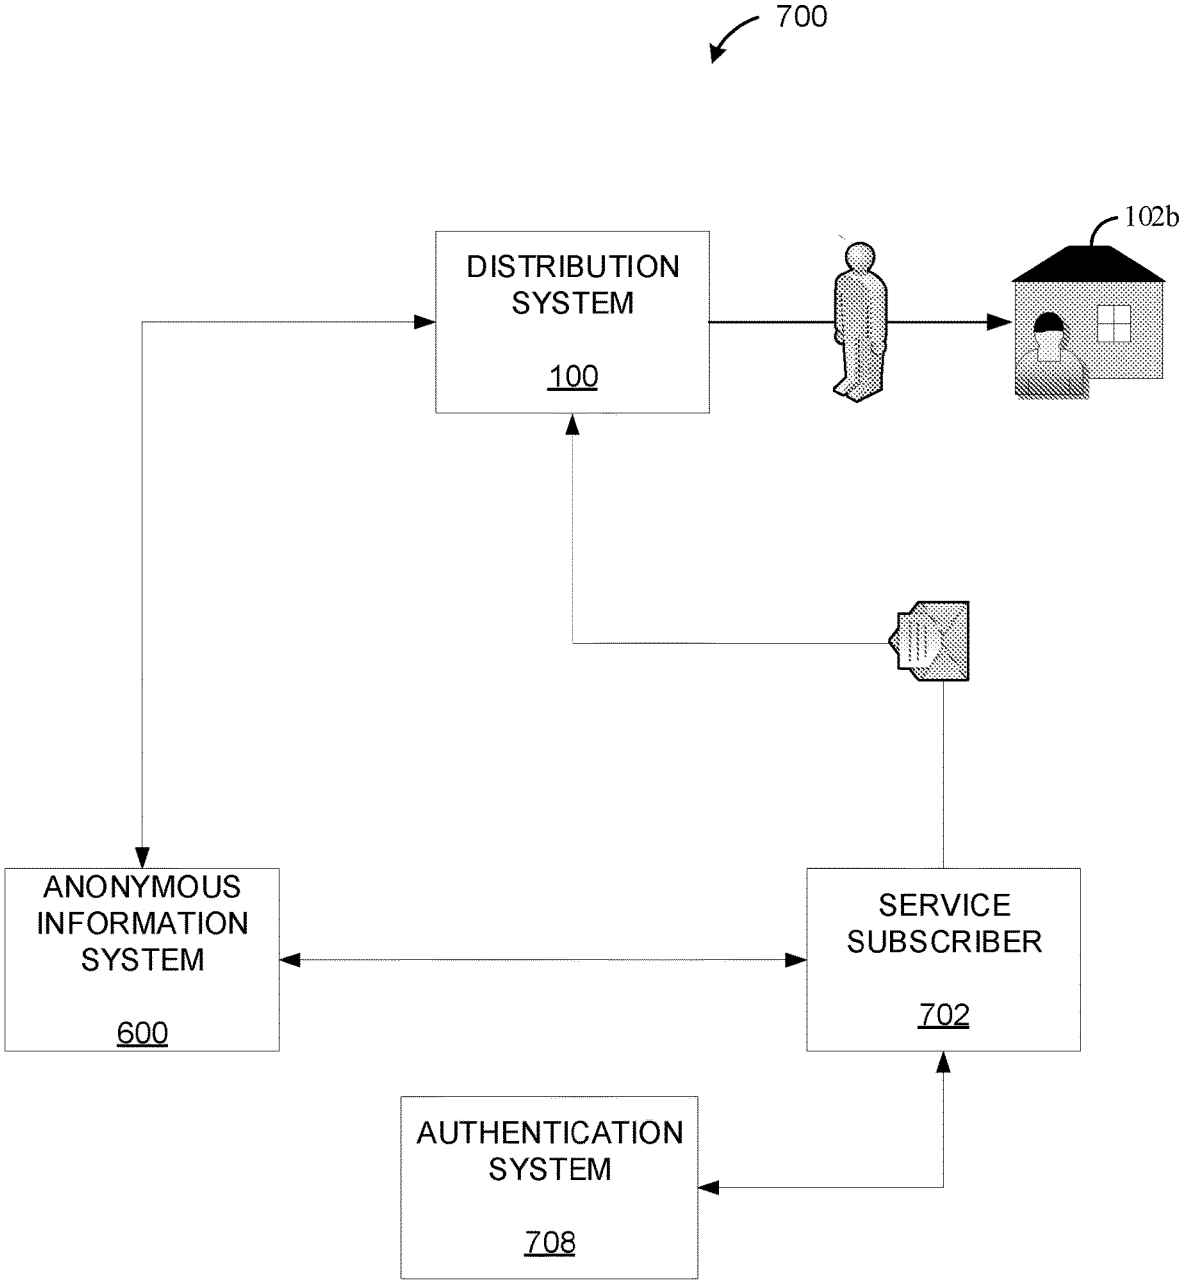 700
102b
DISTRIBUTION
SYSTEM
100
ANONYMOUS
INFORMATION
SYSTEM
600
SERVICE
SUBSCRIBER
702
AUTHENTICATION
SYSTEM
708